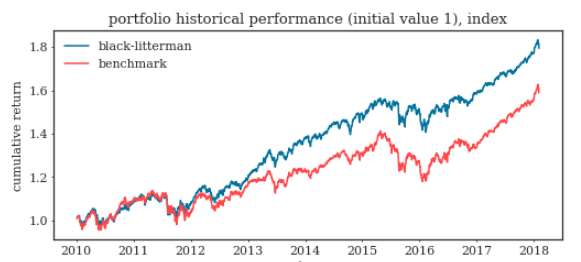 portfolio historical performance (initial value 1), index
black-litterman
benchmark
cumulative return
1.8
1.6
1.4
1.2
1.0
2010 2011 2012 2013 2014 2015 2016 2017 2018